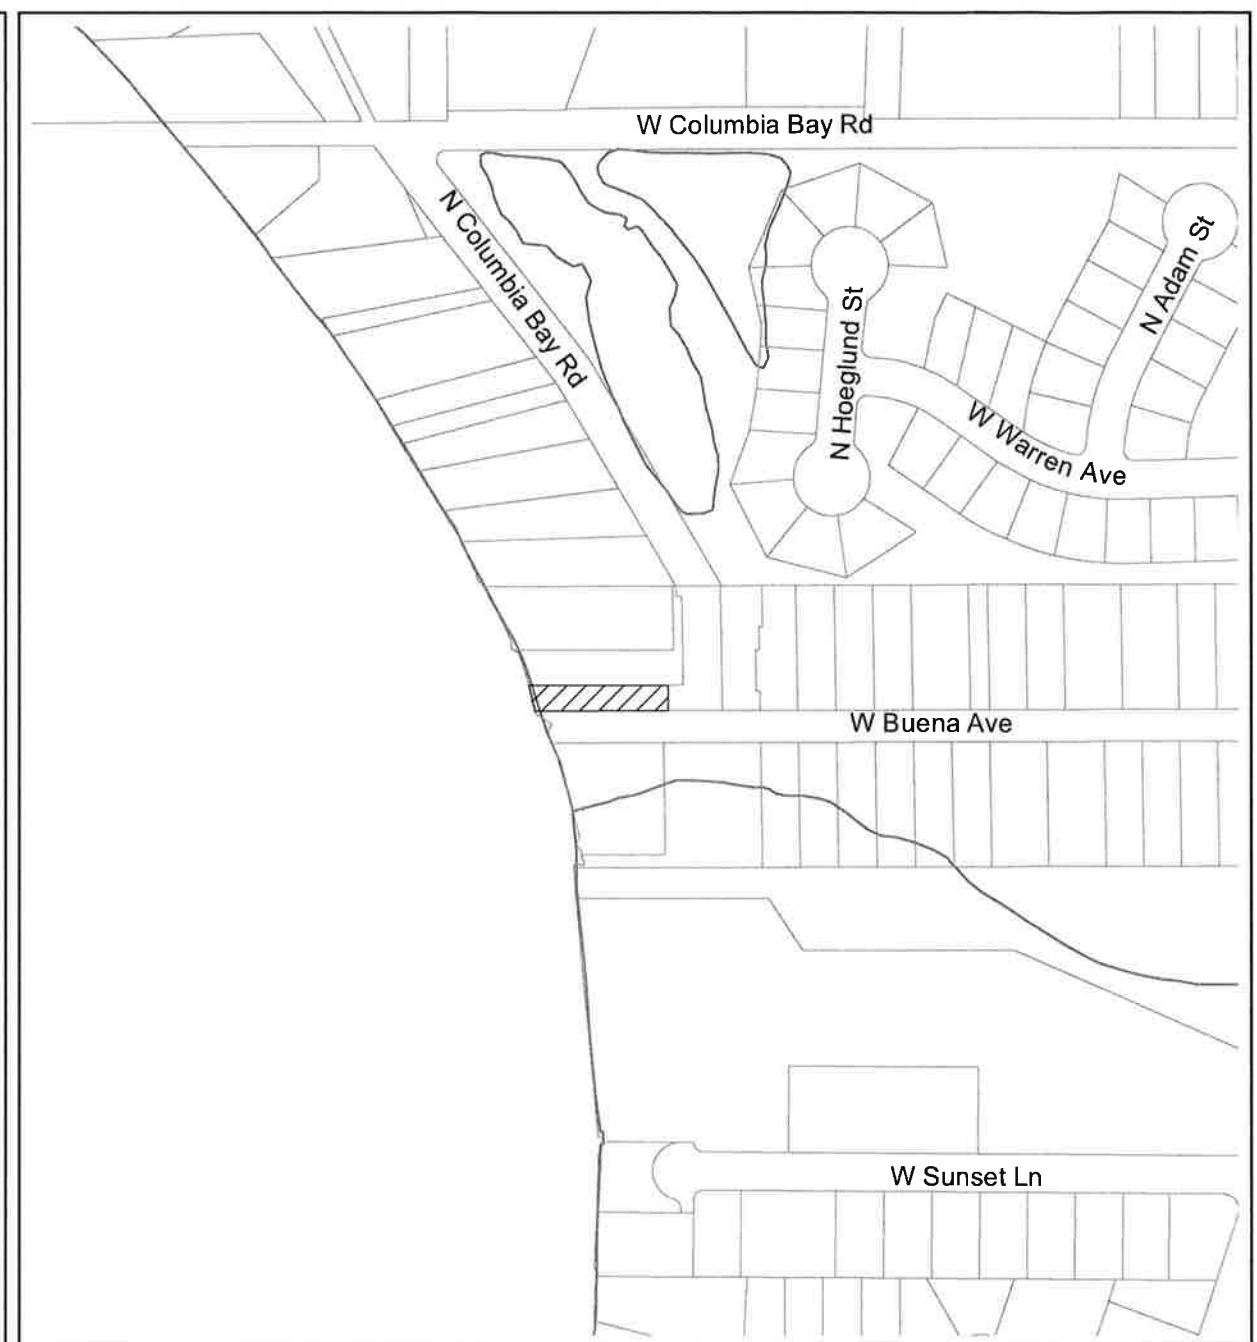 W Columbia Bay Rd
N Columbia Bay Rd
N Adam St
N Hoeglund St
W Warren Ave
W Buena Ave
W Sunset Ln